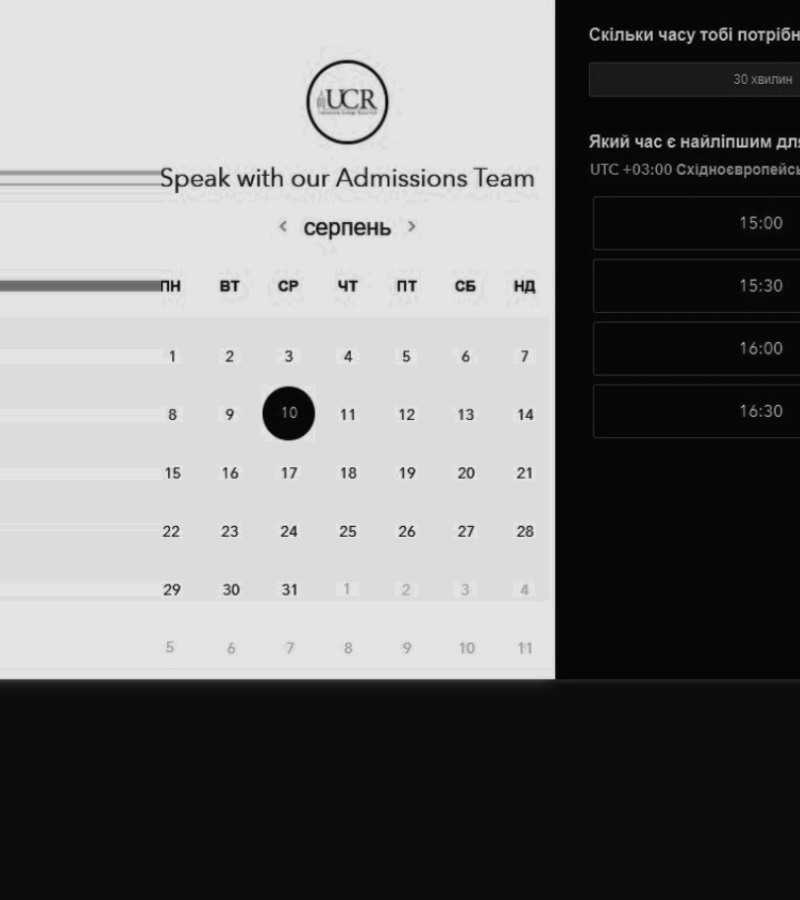 UCR
Speak with our Admissions Team
‹ серпень ›
ПН ВТ СР ЧТ ПТ СБ НД
1 2 3 4 5 6 7
8 9 10 11 12 13 14
15 16 17 18 19 20 21
22 23 24 25 26 27 28
29 30 31 1 2 3 4
5 6 7 8 9 10 11
Скільки часу тобі потрібн
30 хвилин
Який час є найліпшим для
UTC +03:00 Східноєвропейсь
15:00
15:30
16:00
16:30